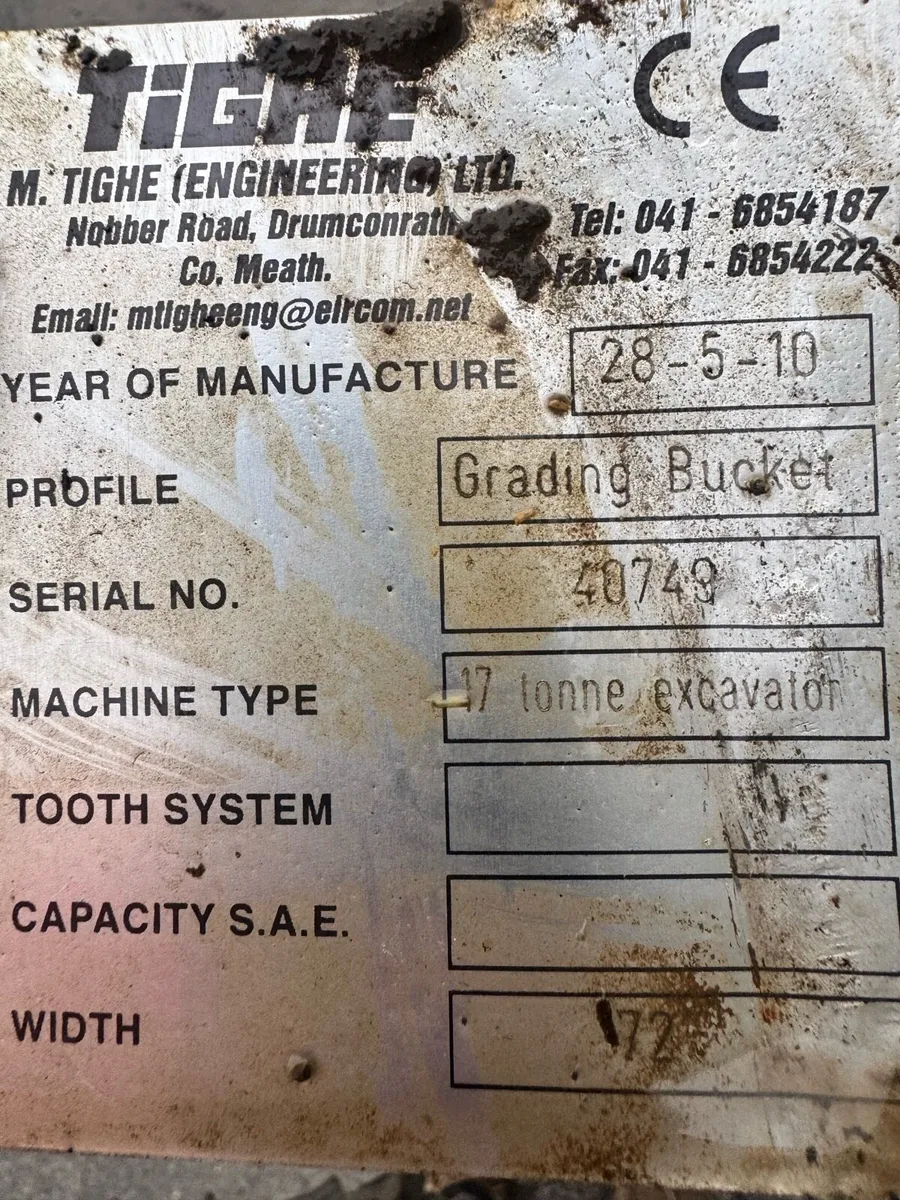 TiGHE
CE
M. TIGHE (ENGINEERING) LTD.
Nobber Road, Drumconrath
Co. Meath.
Email: mtigheeng@eircom.net
Tel: 041 - 6854187
Fax: 041 - 6854222
YEAR OF MANUFACTURE 28-5-10
PROFILE Grading Bucket
SERIAL NO. 40749
MACHINE TYPE 17 tonne excavator
TOOTH SYSTEM
CAPACITY S.A.E.
WIDTH 72